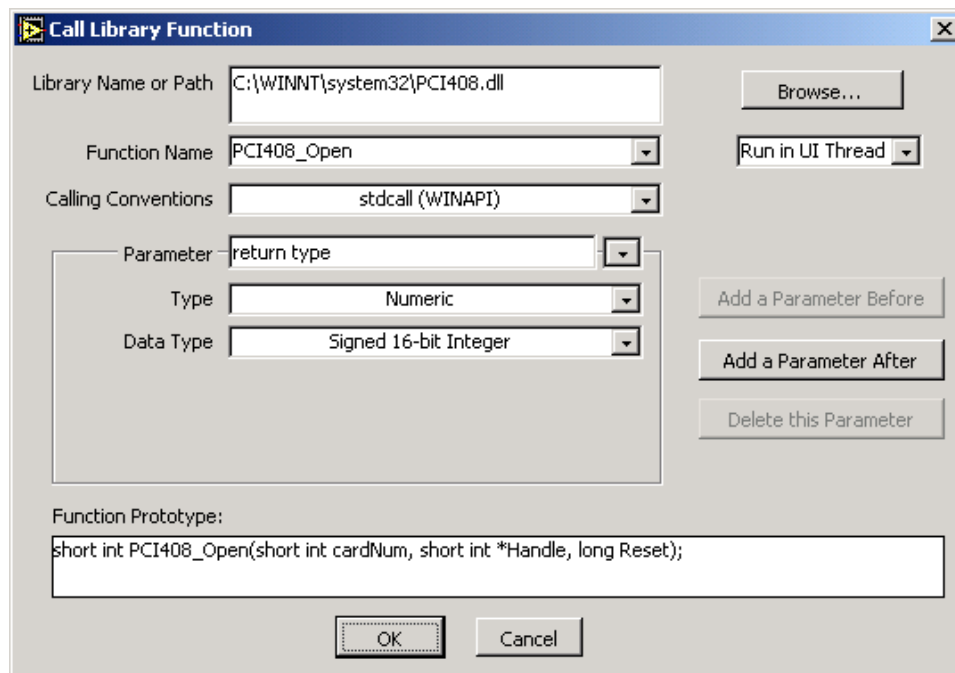 Call Library Function
Library Name or Path C:\WINNT\system32\PCI408.dll Browse...
Function Name PCI408_Open Run in UI Thread
Calling Conventions stdcall (WINAPI)
Parameter return type
Type Numeric Add a Parameter Before
Data Type Signed 16-bit Integer Add a Parameter After
Delete this Parameter
Function Prototype:
short int PCI408_Open(short int cardNum, short int *Handle, long Reset);
OK Cancel